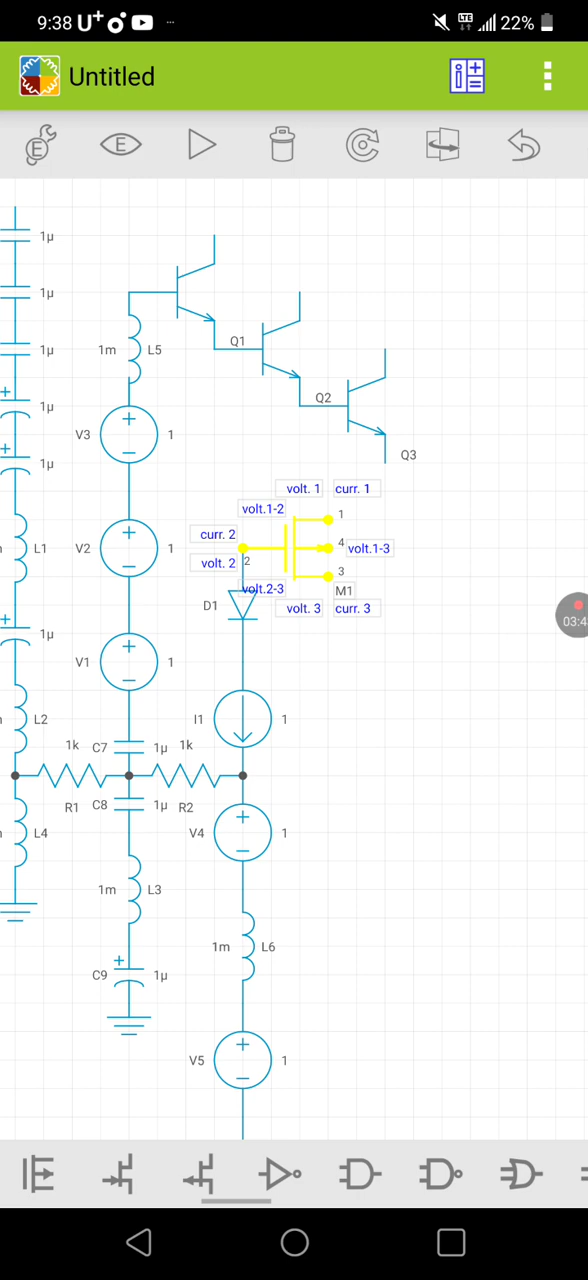 9:38 U+ LTE 22%
Untitled
E E
1µ
1µ
1µ
1m L5
Q1
Q2
Q3
+ 1µ
V3 + − 1
+ 1µ
volt. 1 curr. 1
volt.1-2
1
curr. 2
4 volt.1-3
L1 V2 + − 1
volt. 2 2
3
volt.2-3 M1
D1 volt. 3 curr. 3
03:4
+ 1µ
V1 + − 1
L2 I1 1
1k C7 1µ 1k
R1 C8 1µ R2
L4 V4 + − 1
1m L3
1m L6
+
C9 1µ
V5 + − 1